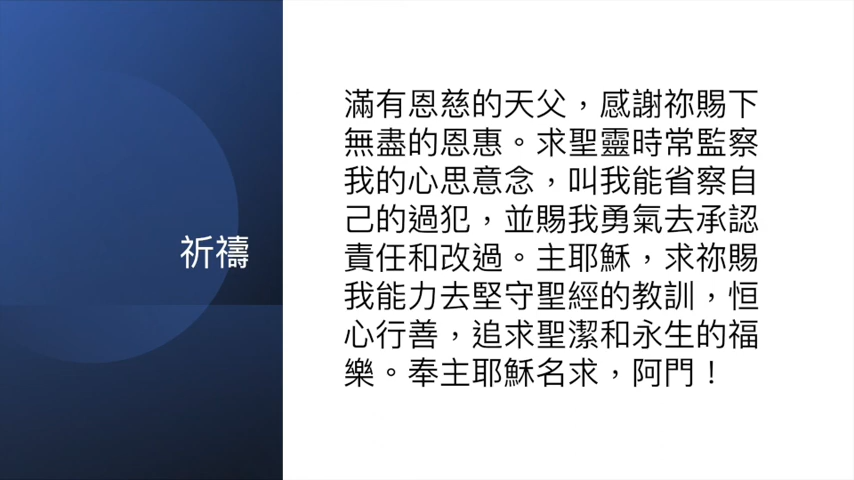 祈禱
滿有恩慈的天父，感謝祢賜下
無盡的恩惠。求聖靈時常監察
我的心思意念，叫我能省察自
己的過犯，並賜我勇氣去承認
責任和改過。主耶穌，求祢賜
我能力去堅守聖經的教訓，恒
心行善，追求聖潔和永生的福
樂。奉主耶穌名求，阿門！